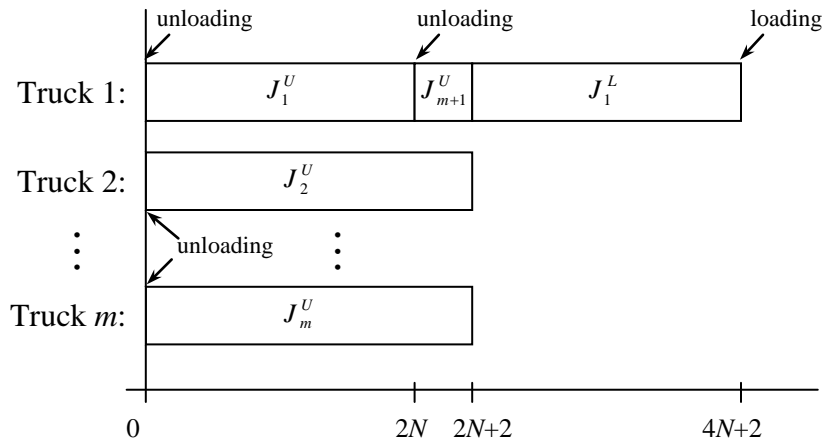 unloading unloading loading
Truck 1: J_1^U J_{m+1}^U J_1^L
Truck 2: J_2^U
unloading
Truck m: J_m^U
0 2N 2N+2 4N+2